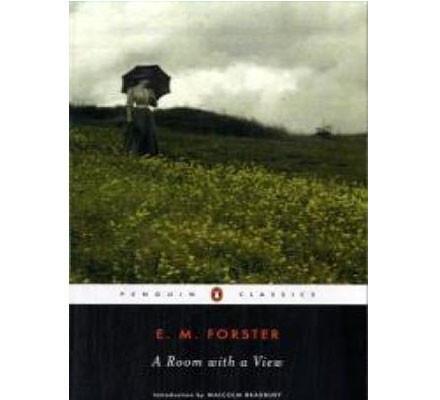 PENGUIN CLASSICS
E. M. FORSTER
A Room with a View
Introduction by MALCOLM BRADBURY